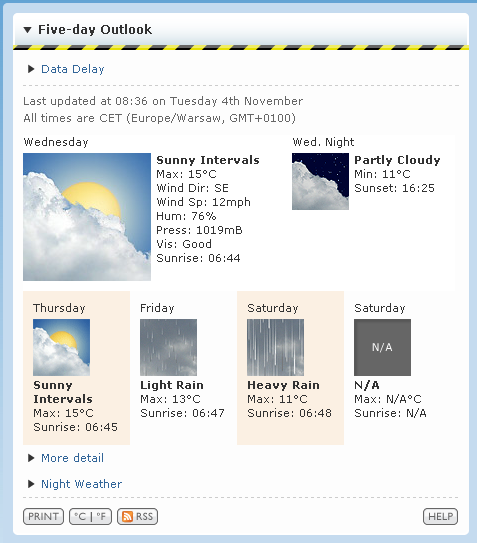 Five-day Outlook
Data Delay
Last updated at 08:36 on Tuesday 4th November
All times are CET (Europe/Warsaw, GMT+0100)
Wednesday
Sunny Intervals
Max: 15°C
Wind Dir: SE
Wind Sp: 12mph
Hum: 76%
Press: 1019mB
Vis: Good
Sunrise: 06:44
Wed. Night
Partly Cloudy
Min: 11°C
Sunset: 16:25
Thursday
Sunny
Intervals
Max: 15°C
Sunrise: 06:45
Friday
Light Rain
Max: 13°C
Sunrise: 06:47
Saturday
Heavy Rain
Max: 11°C
Sunrise: 06:48
Saturday
N/A
N/A
Max: N/A°C
Sunrise: N/A
More detail
Night Weather
PRINT
°C | °F
RSS
HELP